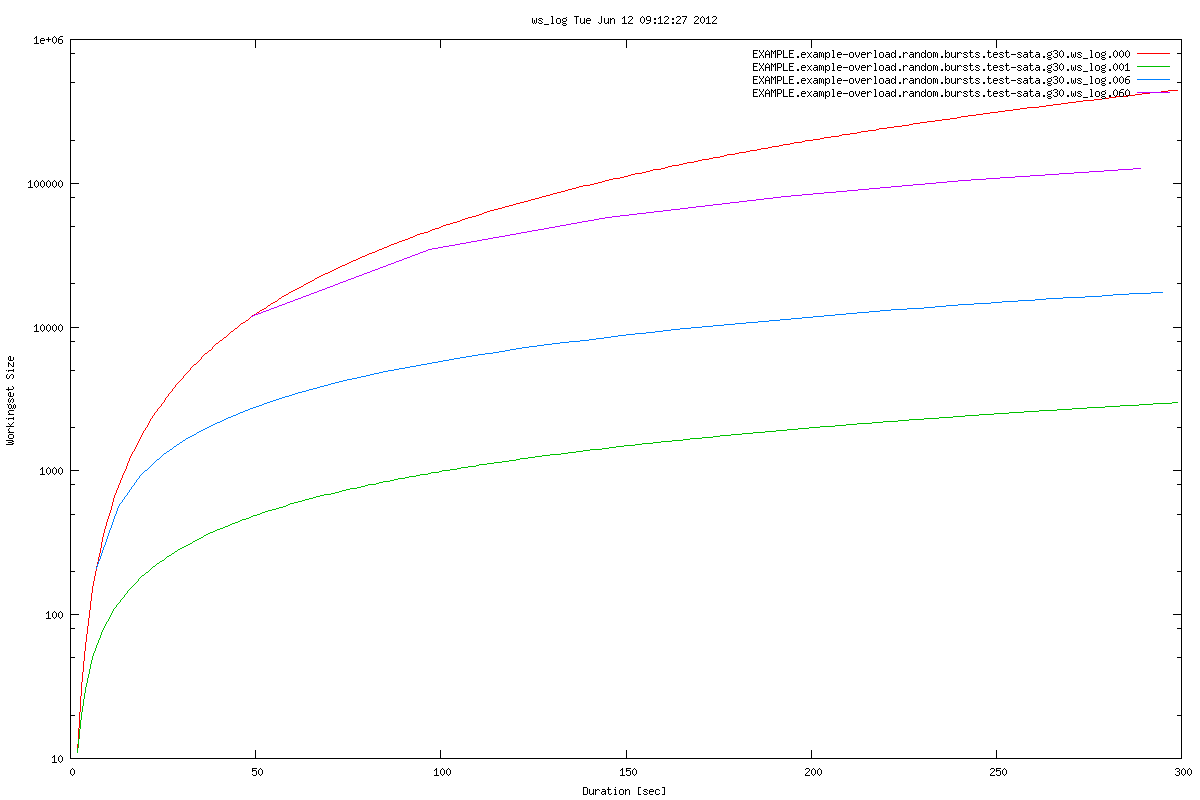 ws_log Tue Jun 12 09:12:27 2012
1e+06
EXAMPLE.example-overload.random.bursts.test-sata.g30.ws_log.000
EXAMPLE.example-overload.random.bursts.test-sata.g30.ws_log.001
EXAMPLE.example-overload.random.bursts.test-sata.g30.ws_log.006
EXAMPLE.example-overload.random.bursts.test-sata.g30.ws_log.060
100000
10000
Workingset Size
1000
100
10
0 50 100 150 200 250 300
Duration [sec]